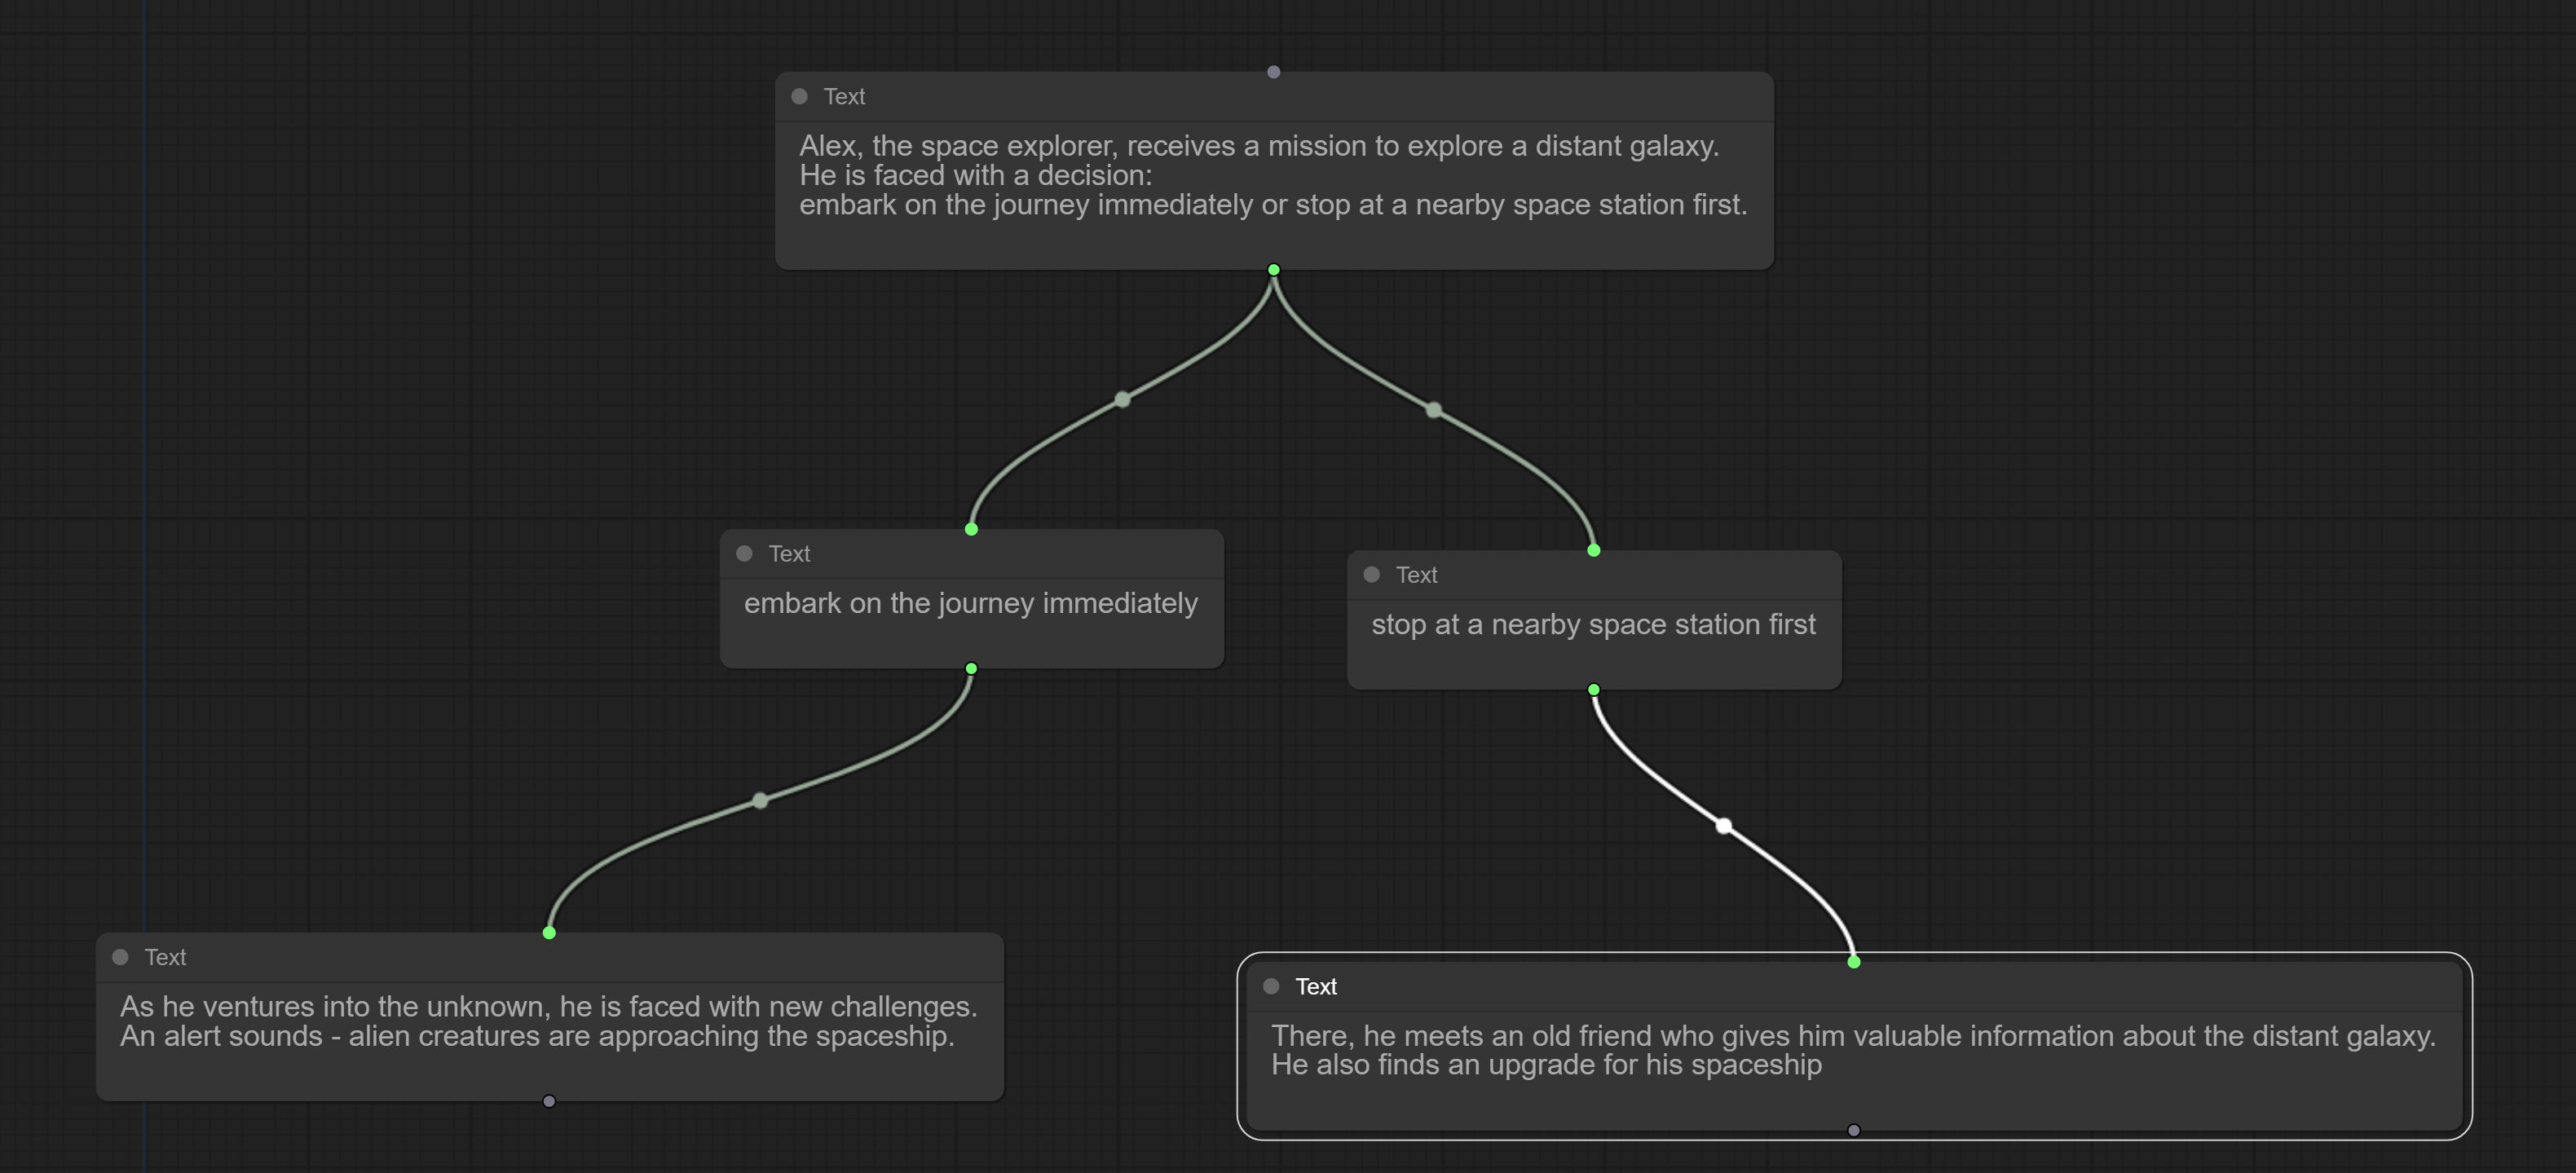 Text
Alex, the space explorer, receives a mission to explore a distant galaxy.
He is faced with a decision:
embark on the journey immediately or stop at a nearby space station first.
Text
embark on the journey immediately
Text
stop at a nearby space station first
Text
As he ventures into the unknown, he is faced with new challenges.
An alert sounds - alien creatures are approaching the spaceship.
Text
There, he meets an old friend who gives him valuable information about the distant galaxy.
He also finds an upgrade for his spaceship